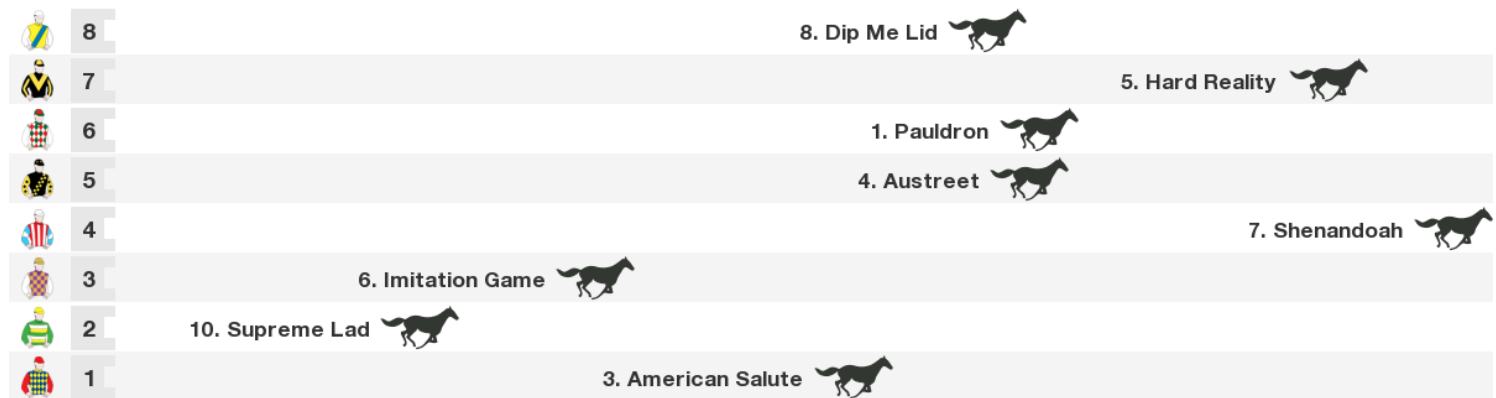 8 8. Dip Me Lid
7 5. Hard Reality
6 1. Pauldron
5 4. Austreet
4 7. Shenandoah
3 6. Imitation Game
2 10. Supreme Lad
1 3. American Salute